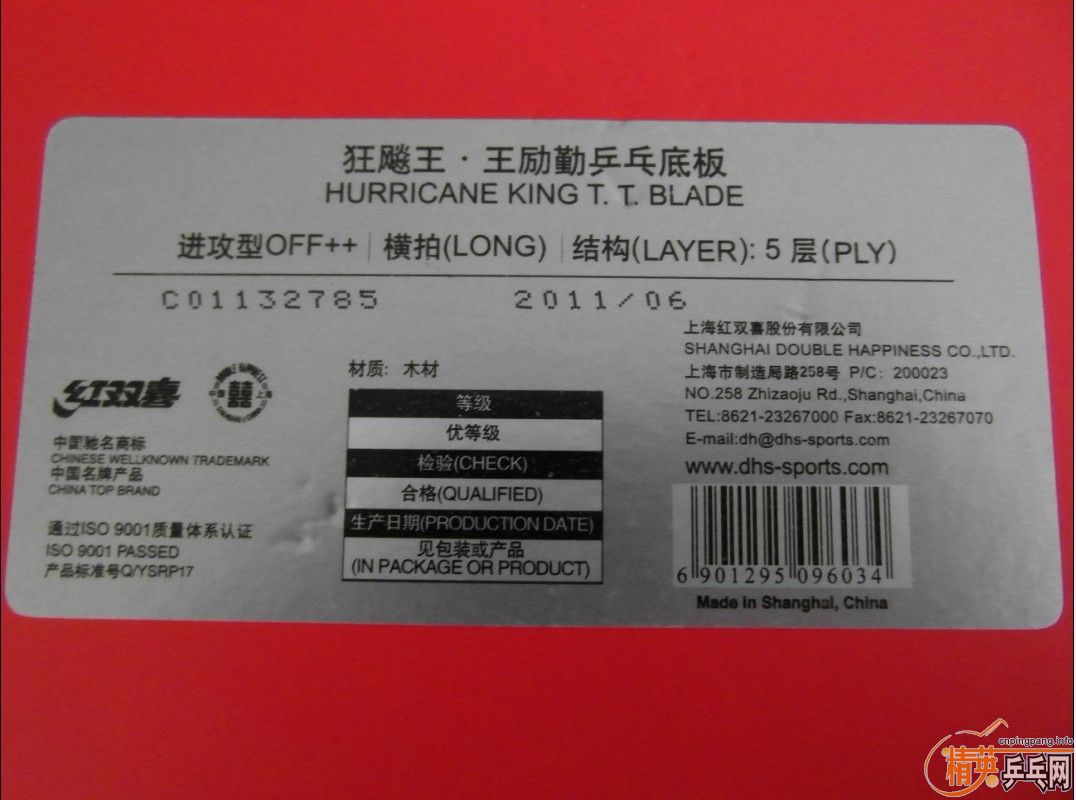 狂飚王·王励勤乒乓底板
HURRICANE KING T. T. BLADE
进攻型OFF++ | 横拍(LONG) | 结构(LAYER): 5 层(PLY)
C01132785 2011/06
红双喜
中国驰名商标
CHINESE WELLKNOWN TRADEMARK
中国名牌产品
CHINA TOP BRAND
通过ISO 9001质量体系认证
ISO 9001 PASSED
产品标准号Q/YSRP17
材质: 木材
等级
优等级
检验(CHECK)
合格(QUALIFIED)
生产日期(PRODUCTION DATE)
见包装或产品
(IN PACKAGE OR PRODUCT)
上海红双喜股份有限公司
SHANGHAI DOUBLE HAPPINESS CO.,LTD.
上海市制造局路258号 P/C: 200023
NO.258 Zhizaoju Rd.,Shanghai,China
TEL:8621-23267000 Fax:8621-23267070
E-mail:dh@dhs-sports.com
www.dhs-sports.com
6 901295 096034
Made in Shanghai, China
cnpingpang.info
精英乒乓网